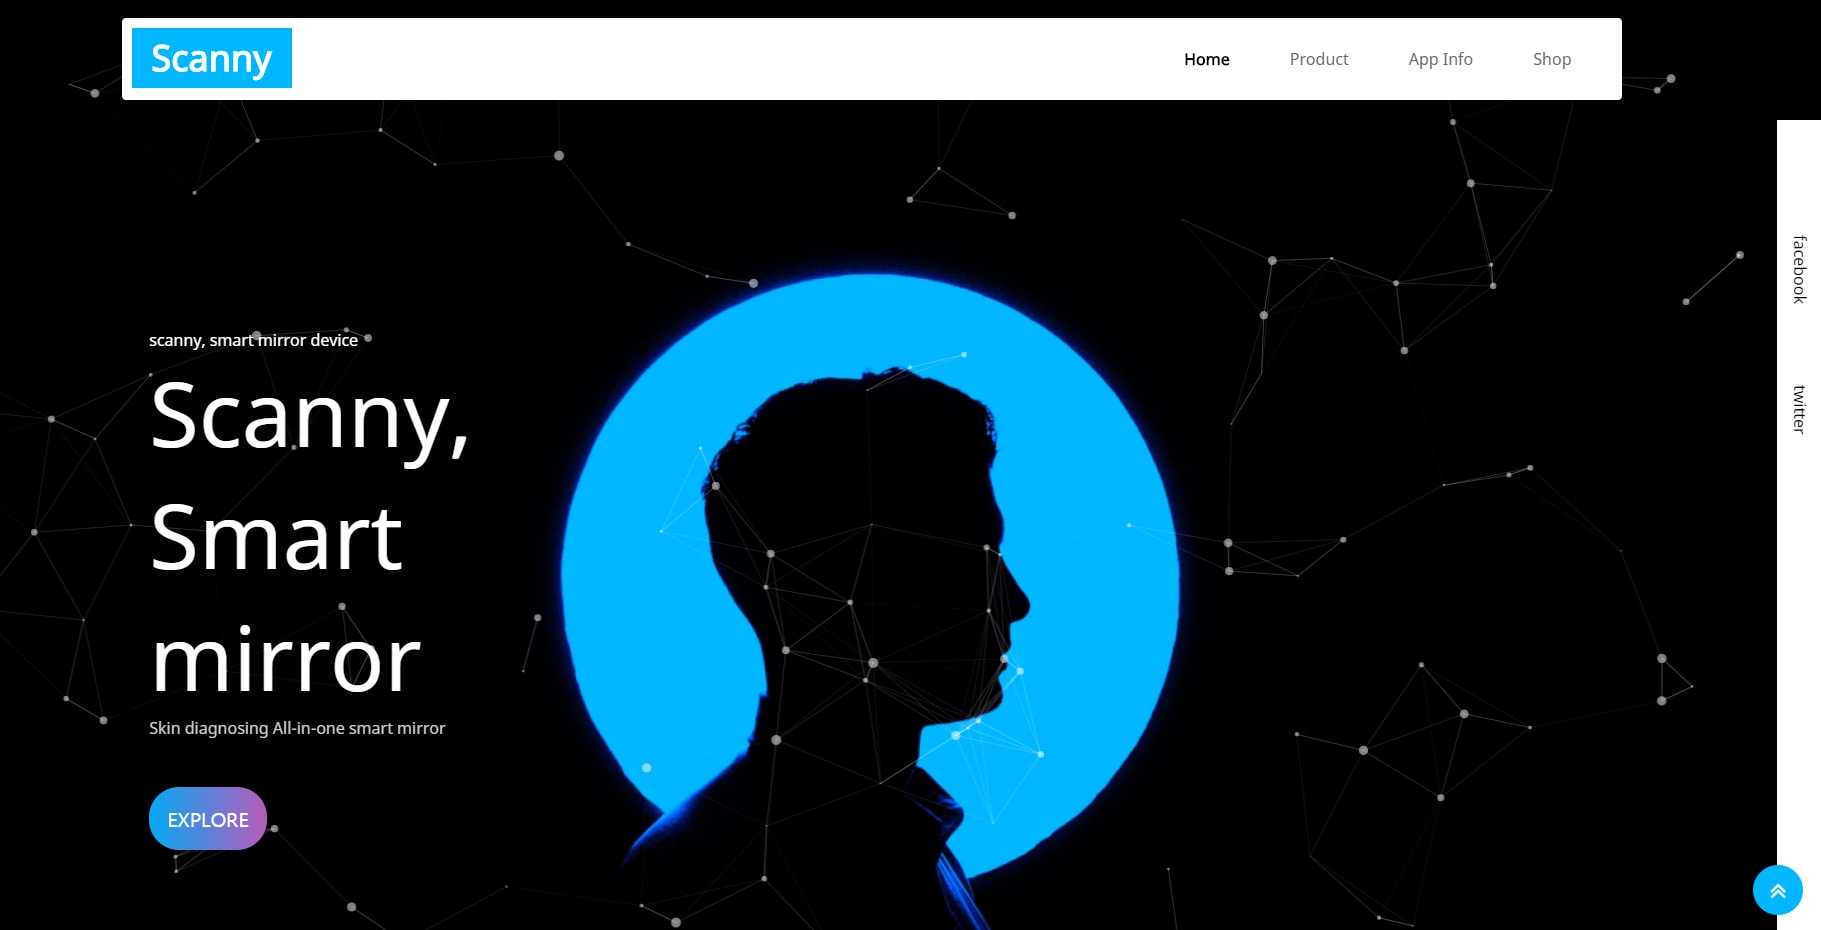 Scanny
Home
Product
App Info
Shop
facebook
twitter
scanny, smart mirror device
Scanny,
Smart
mirror
Skin diagnosing All-in-one smart mirror
EXPLORE